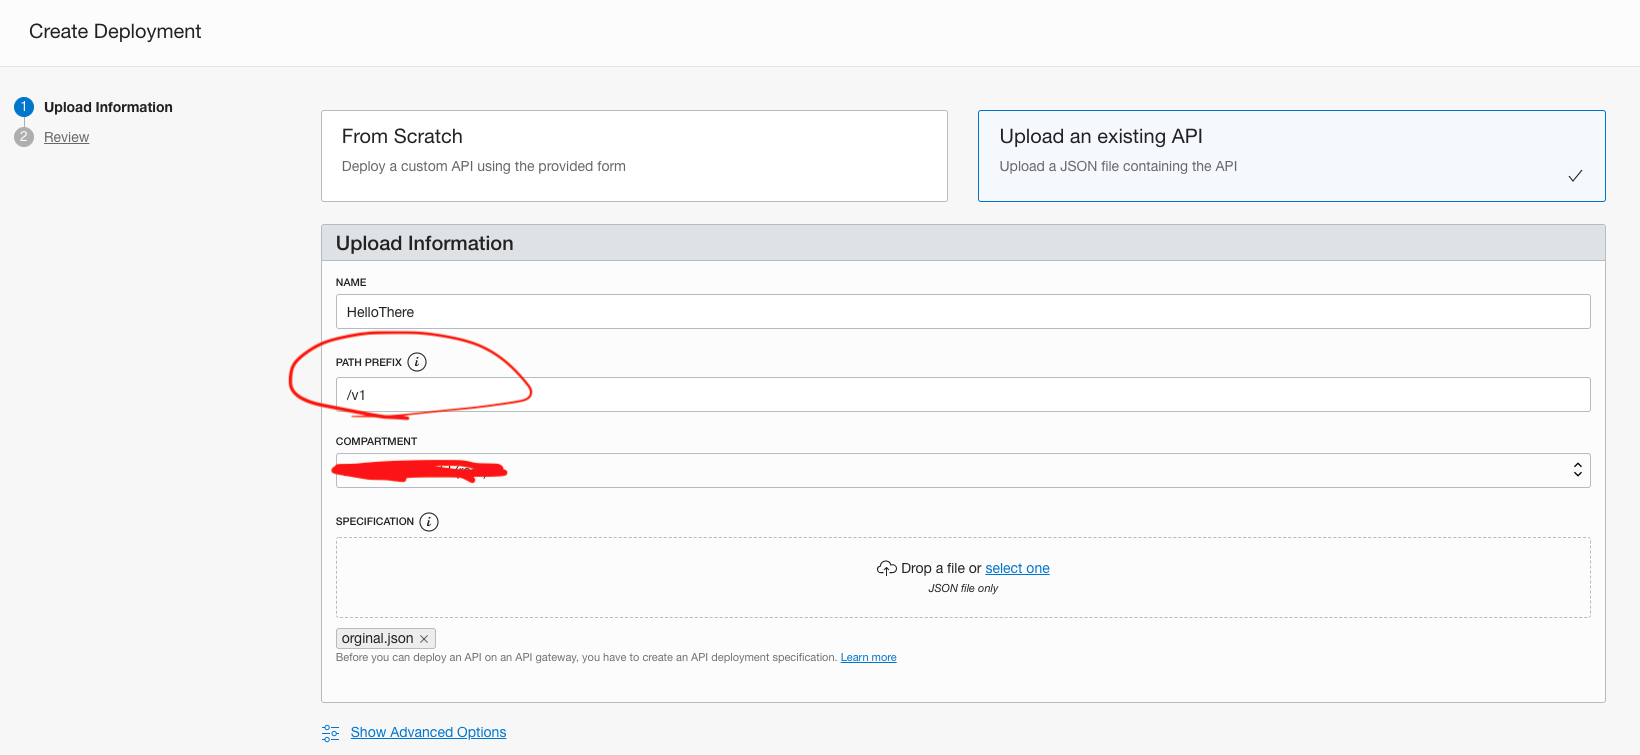 Create Deployment
1 Upload Information
2 Review
From Scratch
Deploy a custom API using the provided form
Upload an existing API
Upload a JSON file containing the API
Upload Information
NAME
HelloThere
PATH PREFIX i
/v1
COMPARTMENT
SPECIFICATION i
Drop a file or select one
JSON file only
orginal.json ×
Before you can deploy an API on an API gateway, you have to create an API deployment specification. Learn more
Show Advanced Options